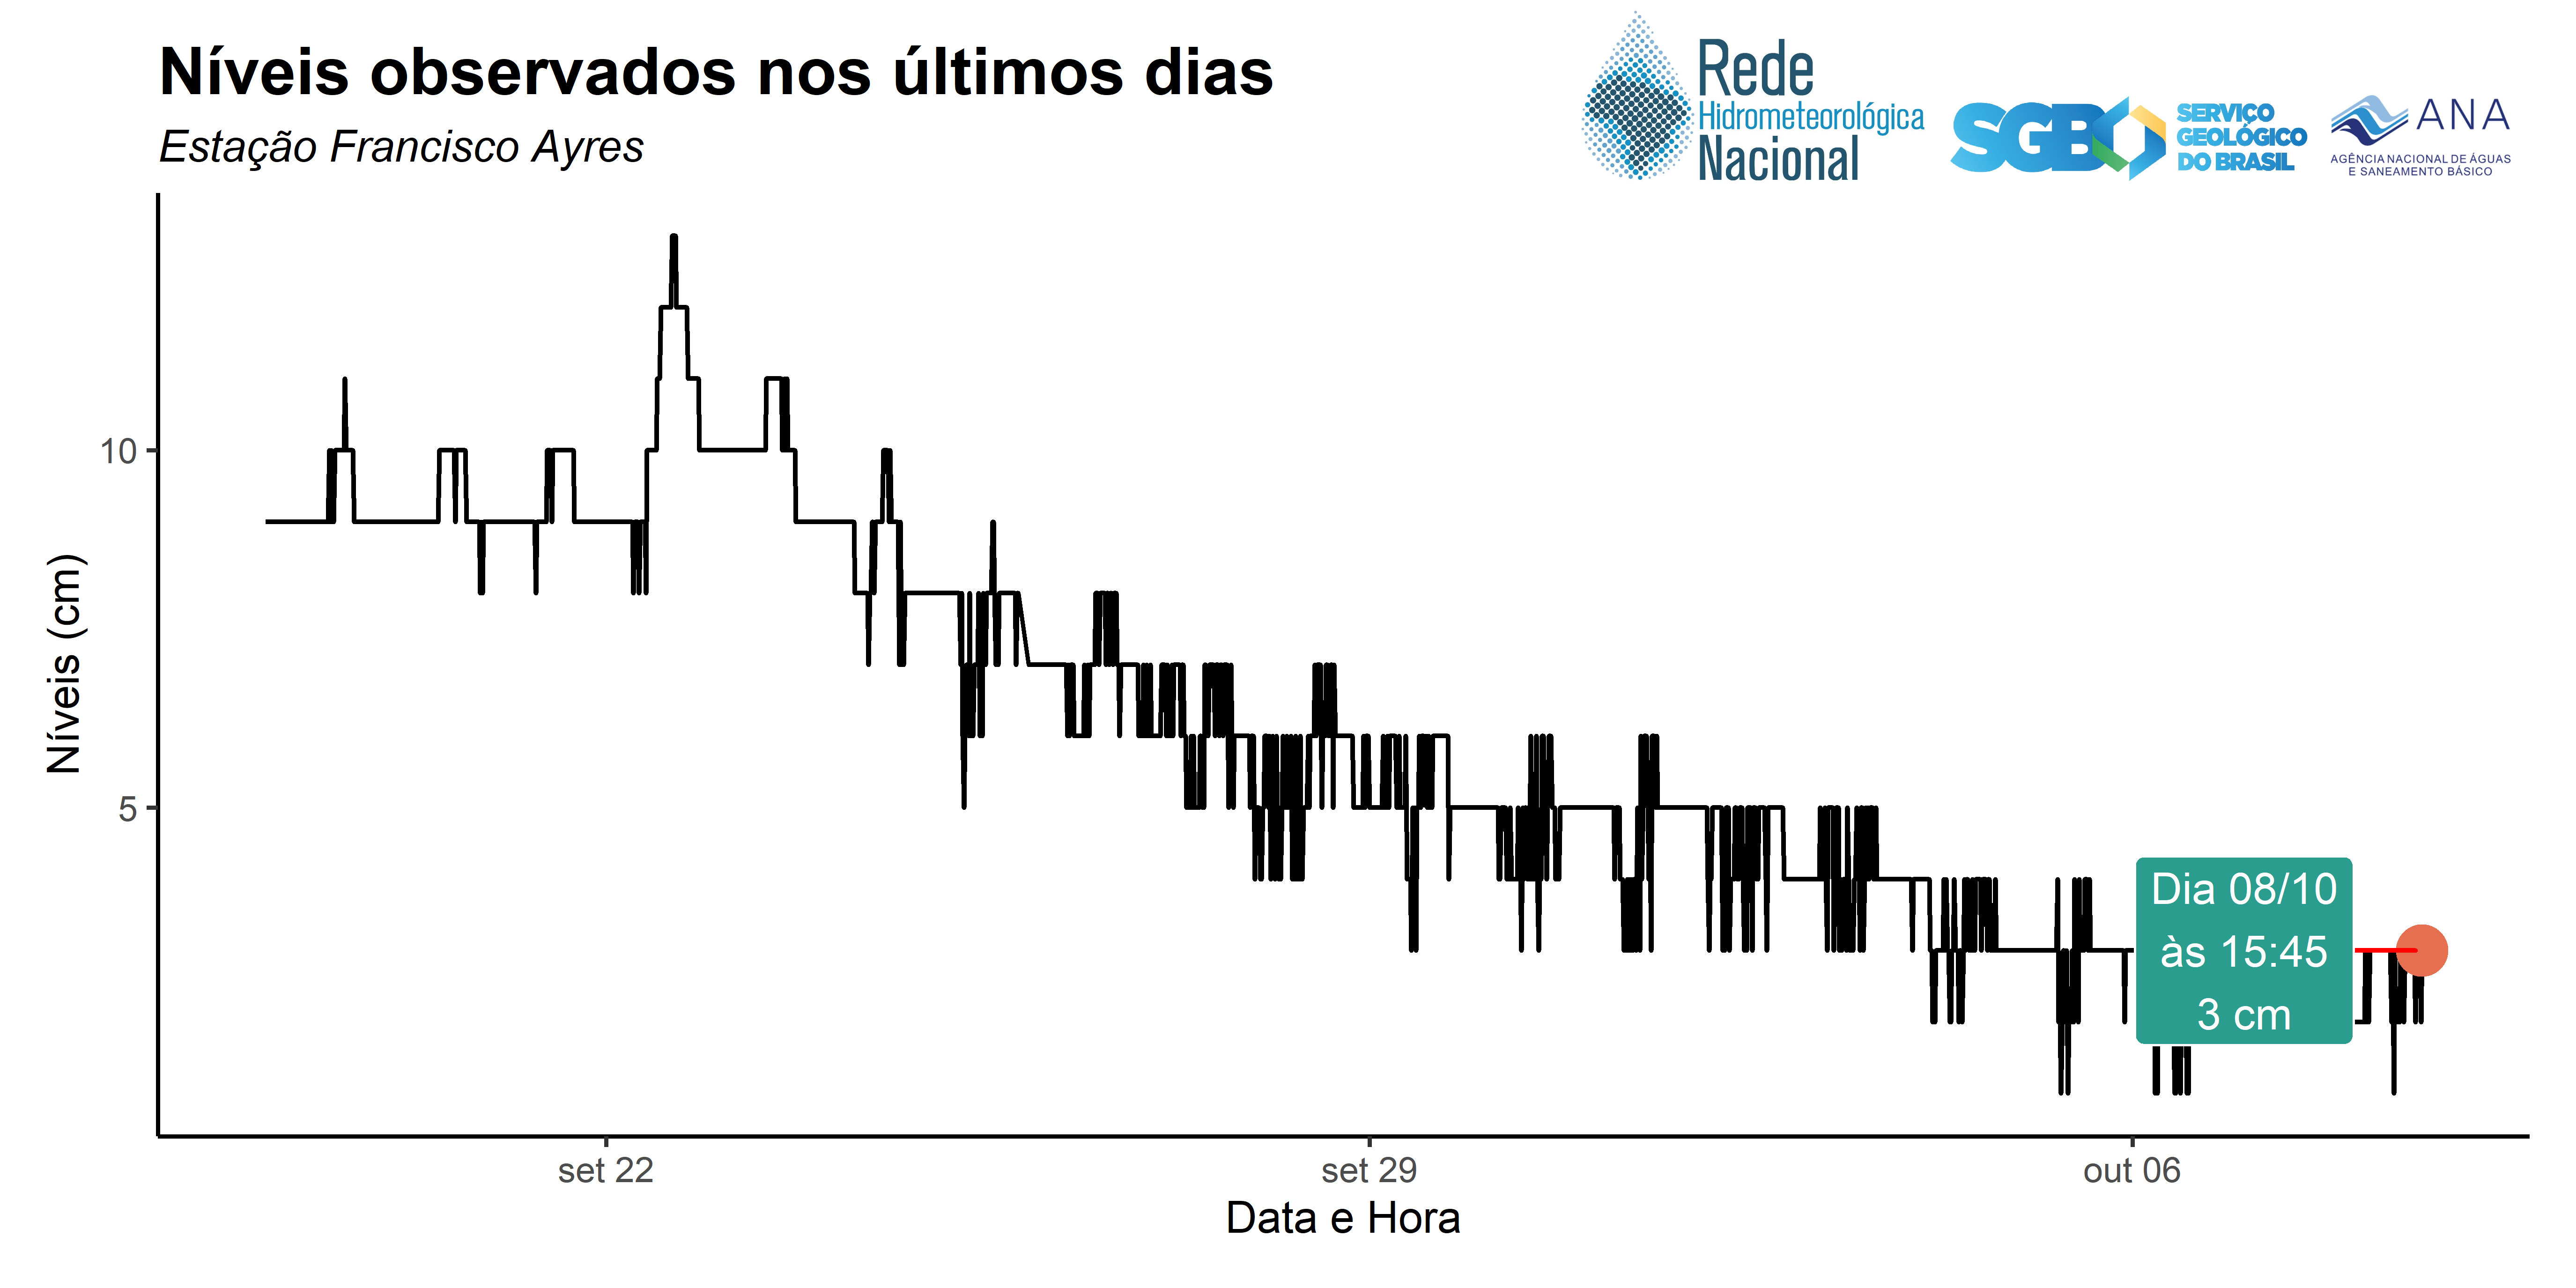 Níveis observados nos últimos dias
Estação Francisco Ayres
Rede
Hidrometeorológica
Nacional
SGB
SERVIÇO
GEOLÓGICO
DO BRASIL
ANA
AGÊNCIA NACIONAL DE ÁGUAS
E SANEAMENTO BÁSICO
Níveis (cm)
10
5
Dia 08/10
às 15:45
3 cm
set 22
set 29
out 06
Data e Hora